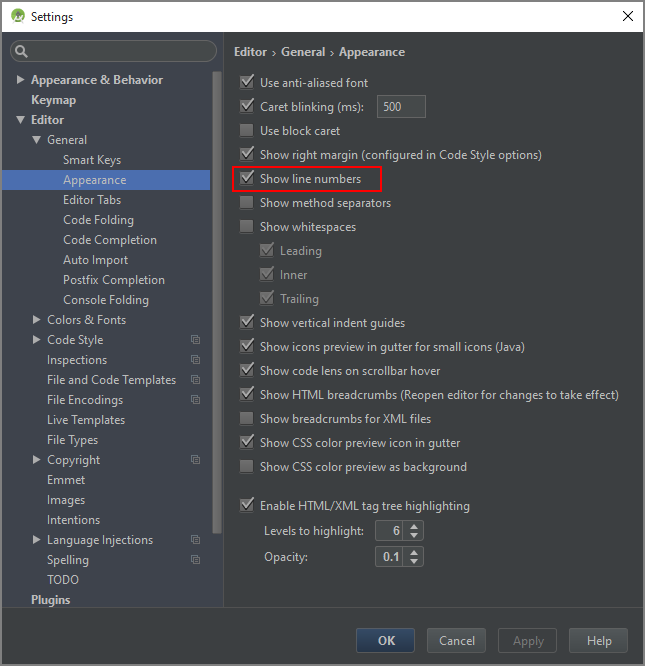 Settings
Appearance & Behavior
Keymap
Editor
General
Smart Keys
Appearance
Editor Tabs
Code Folding
Code Completion
Auto Import
Postfix Completion
Console Folding
Colors & Fonts
Code Style
Inspections
File and Code Templates
File Encodings
Live Templates
File Types
Copyright
Emmet
Images
Intentions
Language Injections
Spelling
TODO
Plugins
Editor › General › Appearance
Use anti-aliased font
Caret blinking (ms): 500
Use block caret
Show right margin (configured in Code Style options)
Show line numbers
Show method separators
Show whitespaces
Leading
Inner
Trailing
Show vertical indent guides
Show icons preview in gutter for small icons (Java)
Show code lens on scrollbar hover
Show HTML breadcrumbs (Reopen editor for changes to take effect)
Show breadcrumbs for XML files
Show CSS color preview icon in gutter
Show CSS color preview as background
Enable HTML/XML tag tree highlighting
Levels to highlight: 6
Opacity: 0.1
OK Cancel Apply Help